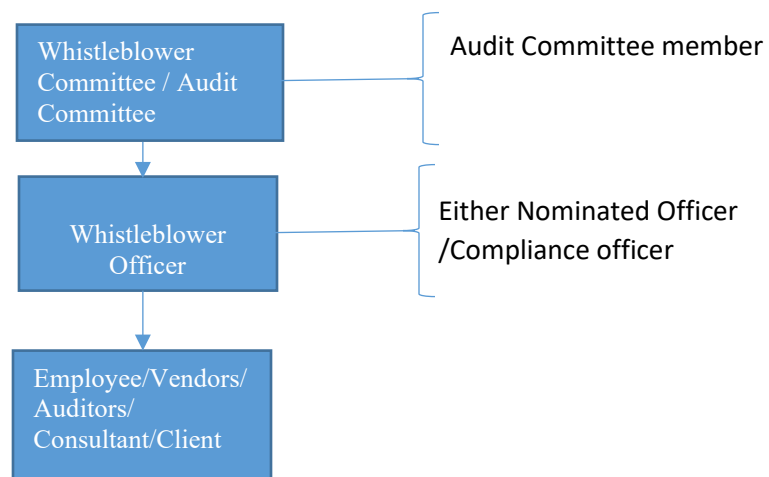 Whistleblower
Committee / Audit
Committee
Audit Committee member
Whistleblower
Officer
Either Nominated Officer
/Compliance officer
Employee/Vendors/
Auditors/
Consultant/Client